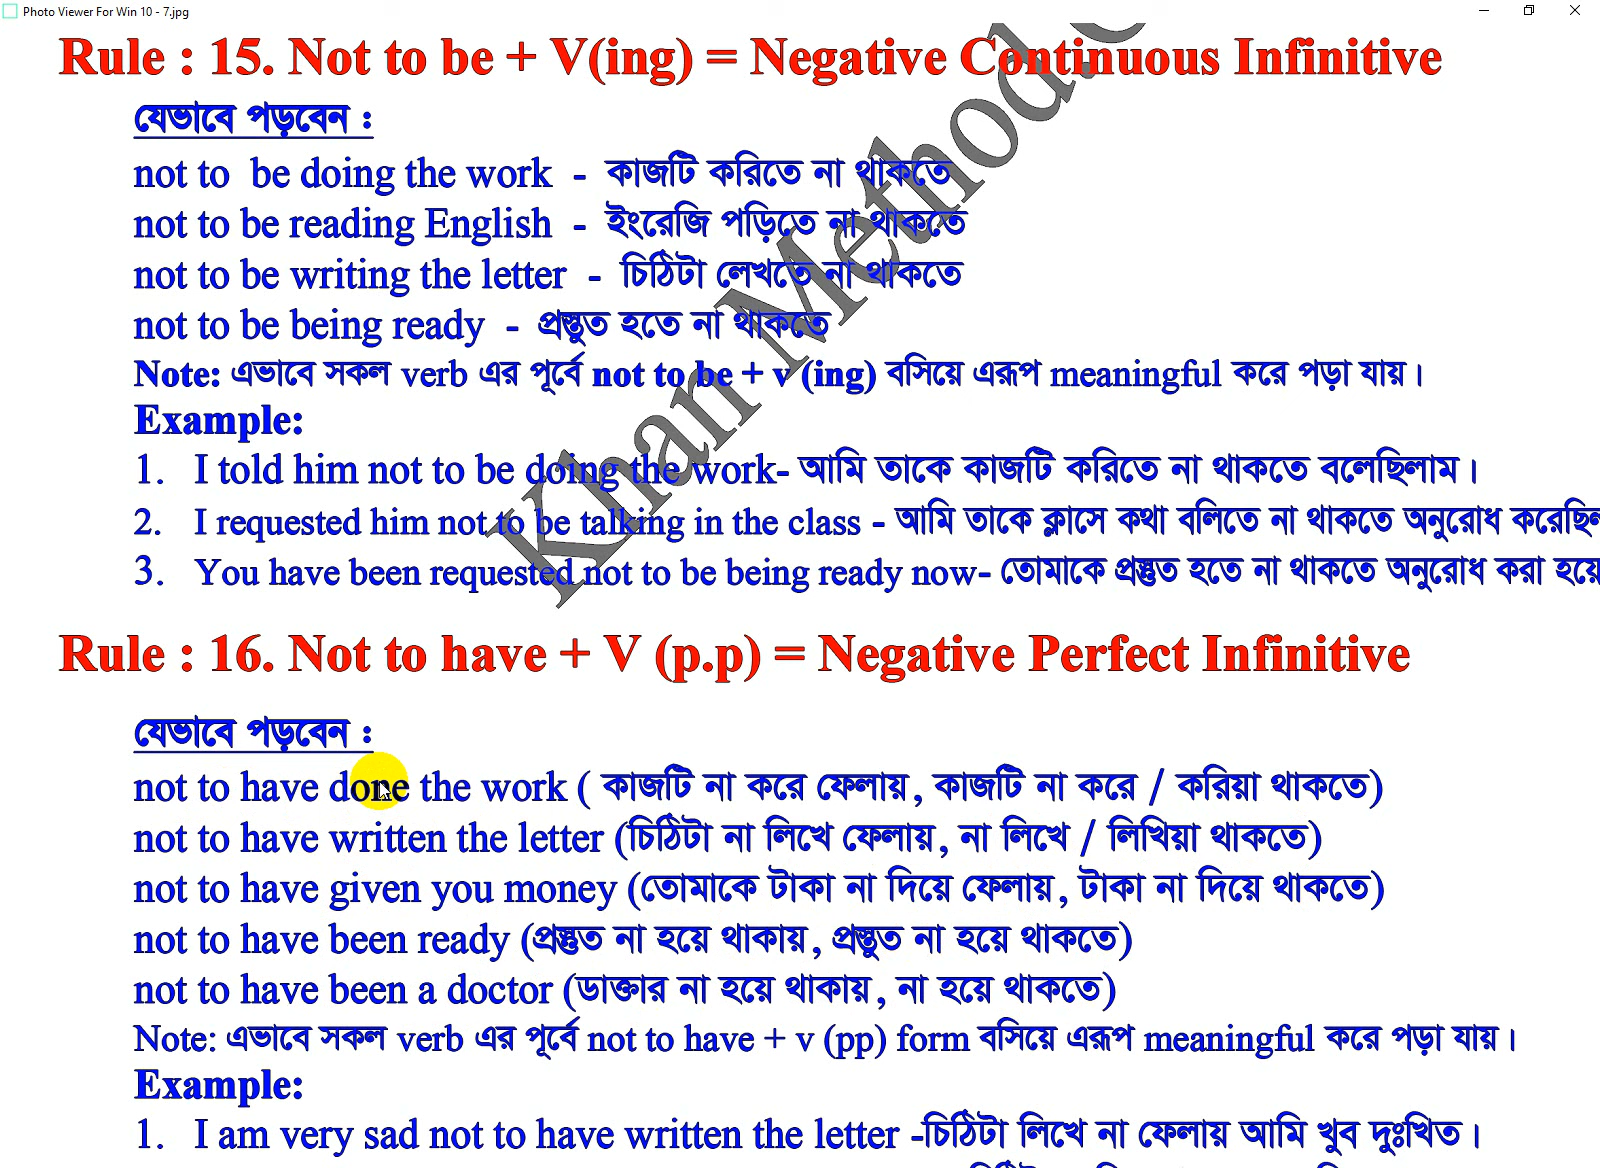 Photo Viewer For Win 10 - 7.jpg
Rule : 15. Not to be + V(ing) = Negative Continuous Infinitive
যেভাবে পড়বেন :
not to be doing the work - কাজটি করিতে না থাকতে
not to be reading English - ইংরেজি পড়িতে না থাকতে
not to be writing the letter - চিঠিটা লেখতে না থাকতে
not to be being ready - প্রস্তুত হতে না থাকতে
Note: এভাবে সকল verb এর পূর্বে not to be + v (ing) বসিয়ে এরূপ meaningful করে পড়া যায়।
Example:
1. I told him not to be doing the work- আমি তাকে কাজটি করিতে না থাকতে বলেছিলাম।
2. I requested him not to be talking in the class - আমি তাকে ক্লাসে কথা বলিতে না থাকতে অনুরোধ
3. You have been requested not to be being ready now- তোমাকে প্রস্তুত হতে না থাকতে অনুরোধ করা
Khan Method
Rule : 16. Not to have + V (p.p) = Negative Perfect Infinitive
যেভাবে পড়বেন :
not to have done the work ( কাজটি না করে ফেলায়, কাজটি না করে / করিয়া থাকতে)
not to have written the letter (চিঠিটা না লিখে ফেলায়, না লিখে / লিখিয়া থাকতে)
not to have given you money (তোমাকে টাকা না দিয়ে ফেলায়, টাকা না দিয়ে থাকতে)
not to have been ready (প্রস্তুত না হয়ে থাকায়, প্রস্তুত না হয়ে থাকতে)
not to have been a doctor (ডাক্তার না হয়ে থাকায়, না হয়ে থাকতে)
Note: এভাবে সকল verb এর পূর্বে not to have + v (pp) form বসিয়ে এরূপ meaningful করে পড়া যায়।
Example:
1. I am very sad not to have written the letter -চিঠিটা লিখে না ফেলায় আমি খুব দুঃখিত।